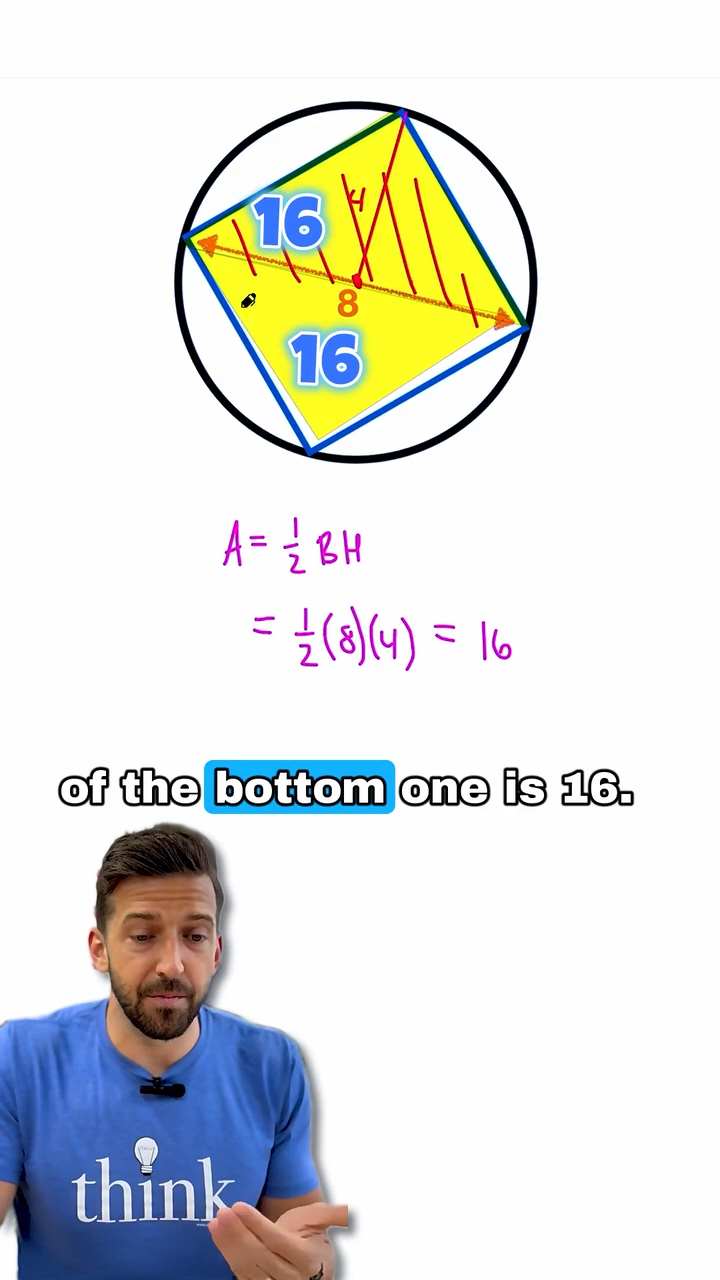 16
4
8
16
A = 1/2 BH
= 1/2 (8)(4) = 16
of the bottom one is 16.
think